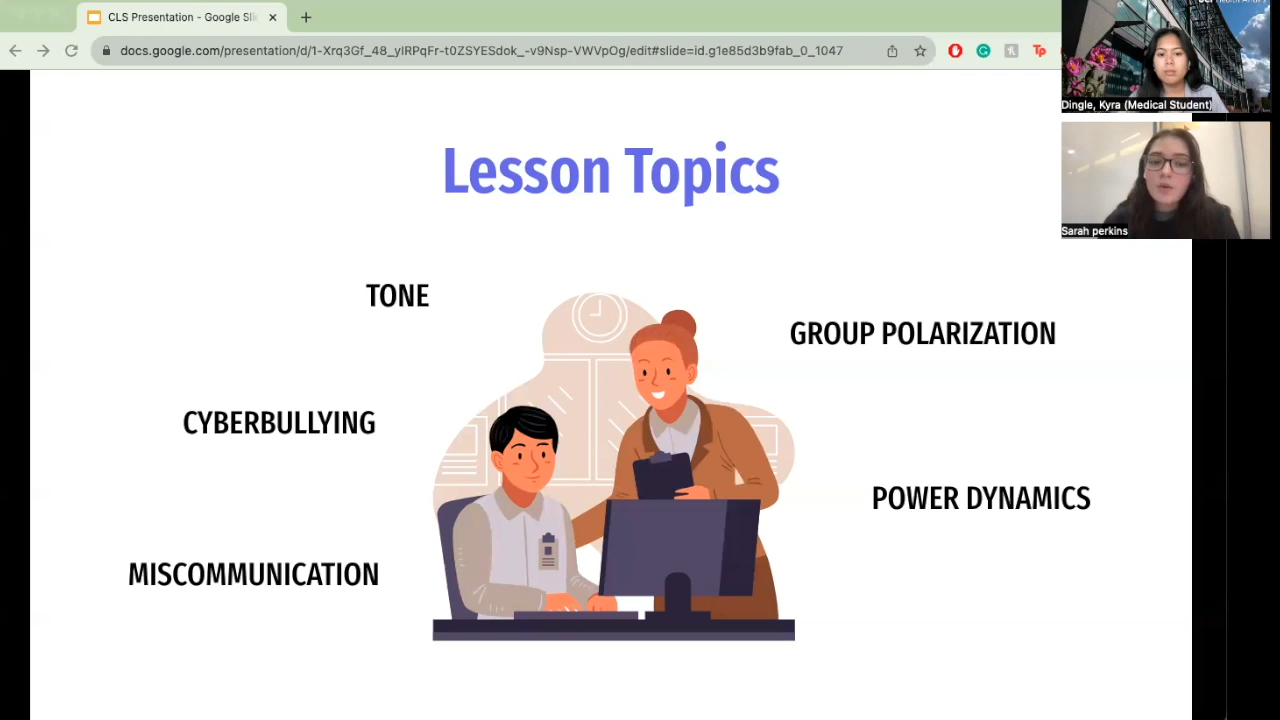 CLS Presentation - Google Sli
docs.google.com/presentation/d/1-Xrq3Gf_48_yIRPqFr-t0ZSYESdok_-v9Nsp-VWVpOg/edit#slide=id.g1e85d3b9fab_0_1047
Dingle, Kyra (Medical Student)
Sarah perkins
Lesson Topics
TONE
GROUP POLARIZATION
CYBERBULLYING
POWER DYNAMICS
MISCOMMUNICATION